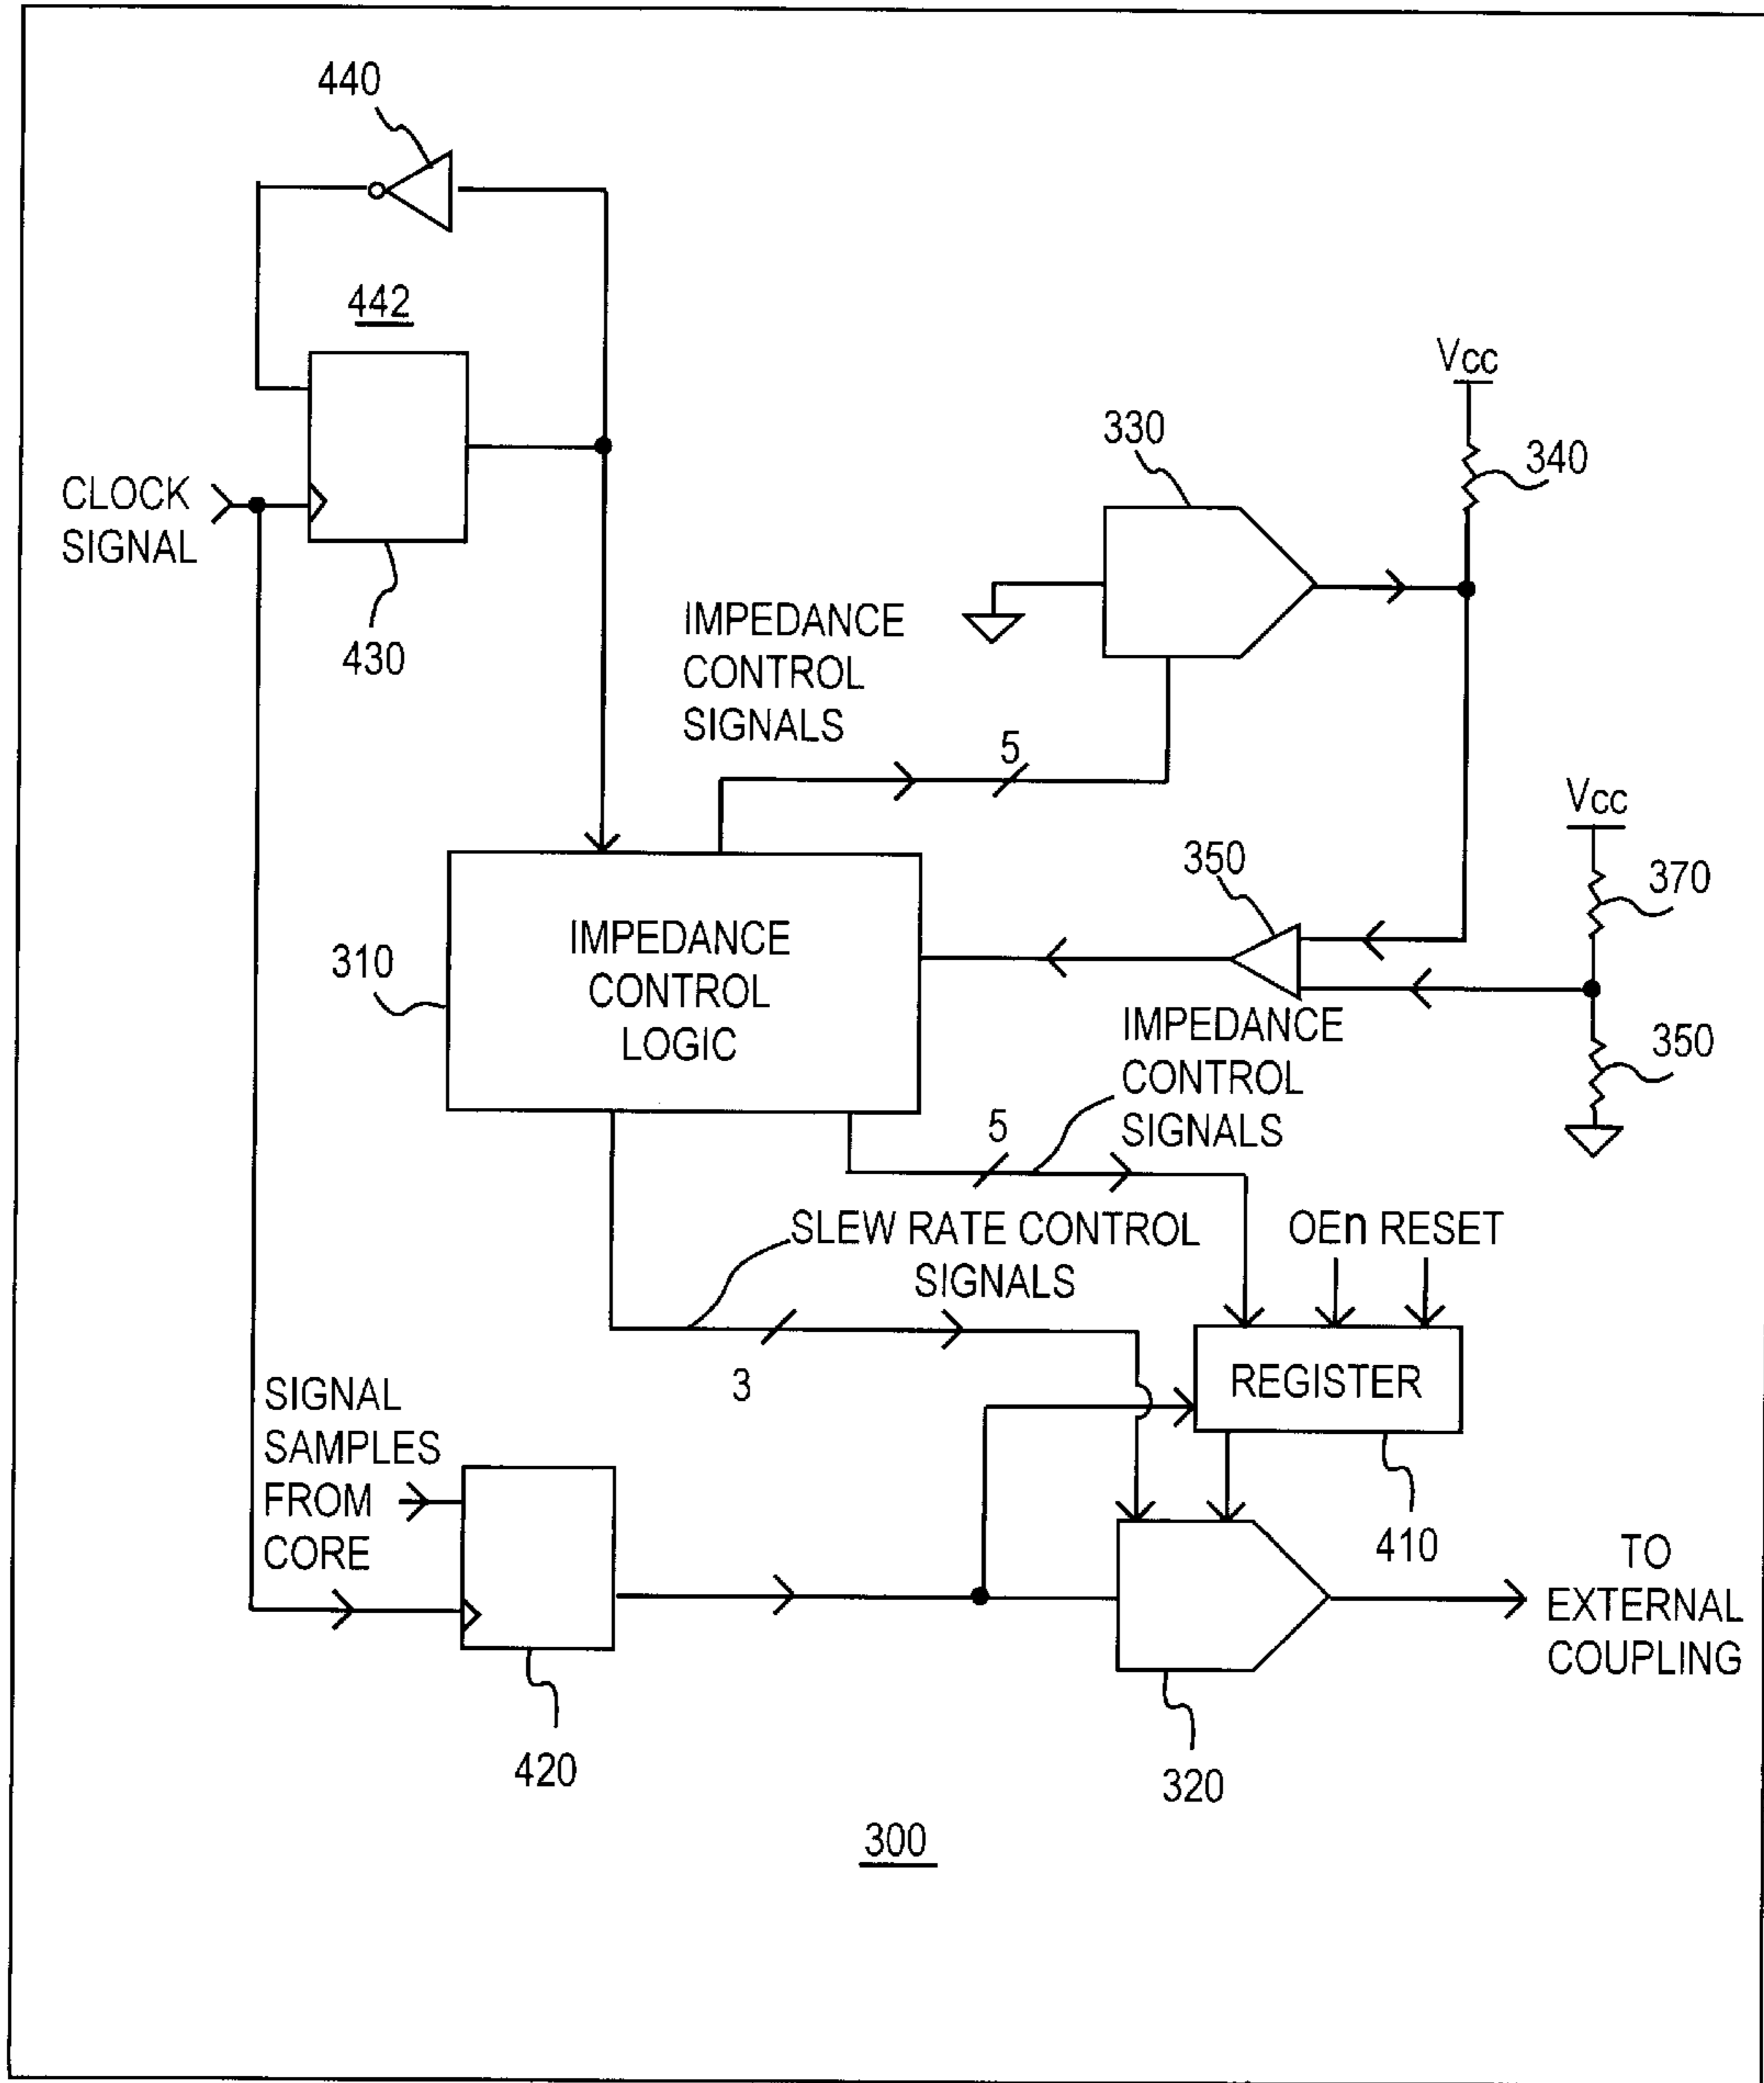 440
442
Vcc
330
340
CLOCK
SIGNAL
430
IMPEDANCE
CONTROL
SIGNALS
5
Vcc
350
370
310
IMPEDANCE
CONTROL
LOGIC
IMPEDANCE
CONTROL
SIGNALS
350
5
SLEW RATE CONTROL
SIGNALS
OEn RESET
3
REGISTER
SIGNAL
SAMPLES
FROM
CORE
410
TO
EXTERNAL
COUPLING
420
320
300